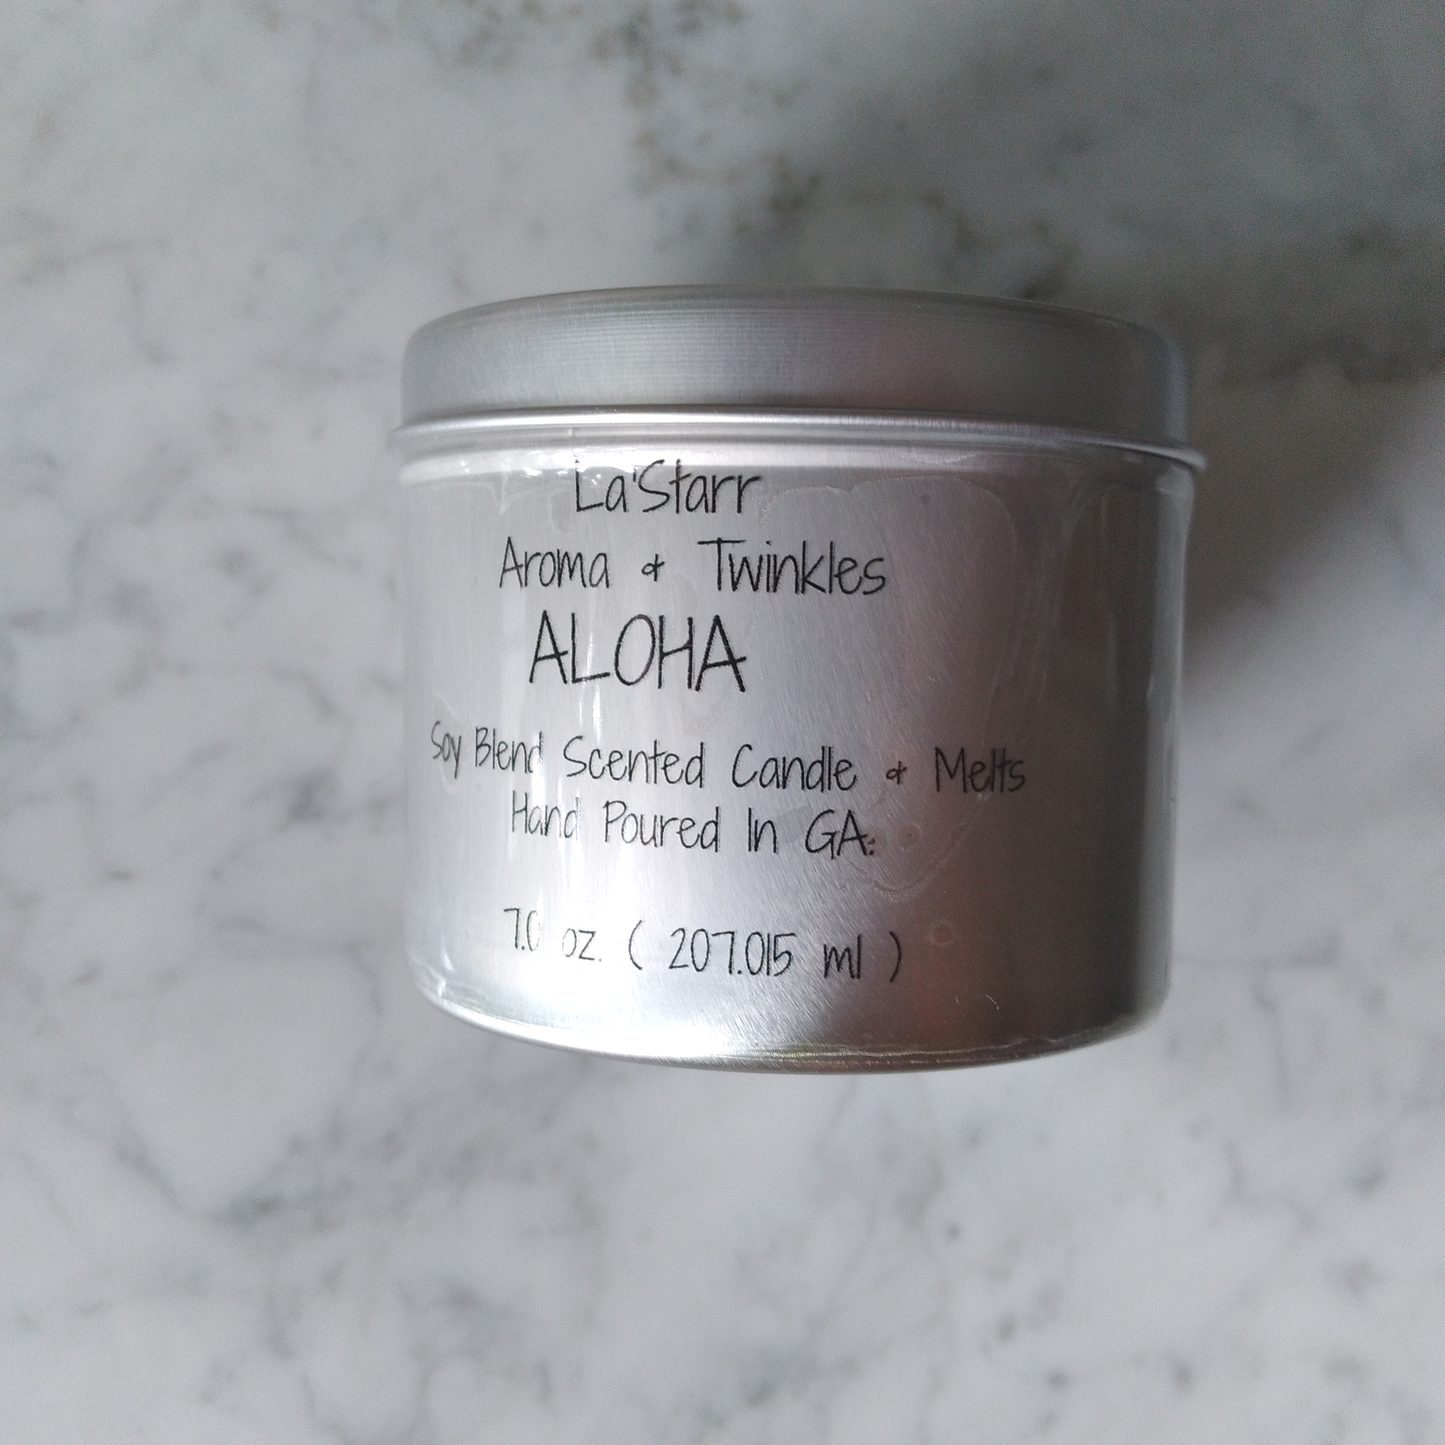 La'Starr
Aroma & Twinkles
ALOHA
Soy Blend Scented Candle & Melts
Hand Poured In GA.
7.0 oz. ( 207.015 ml )